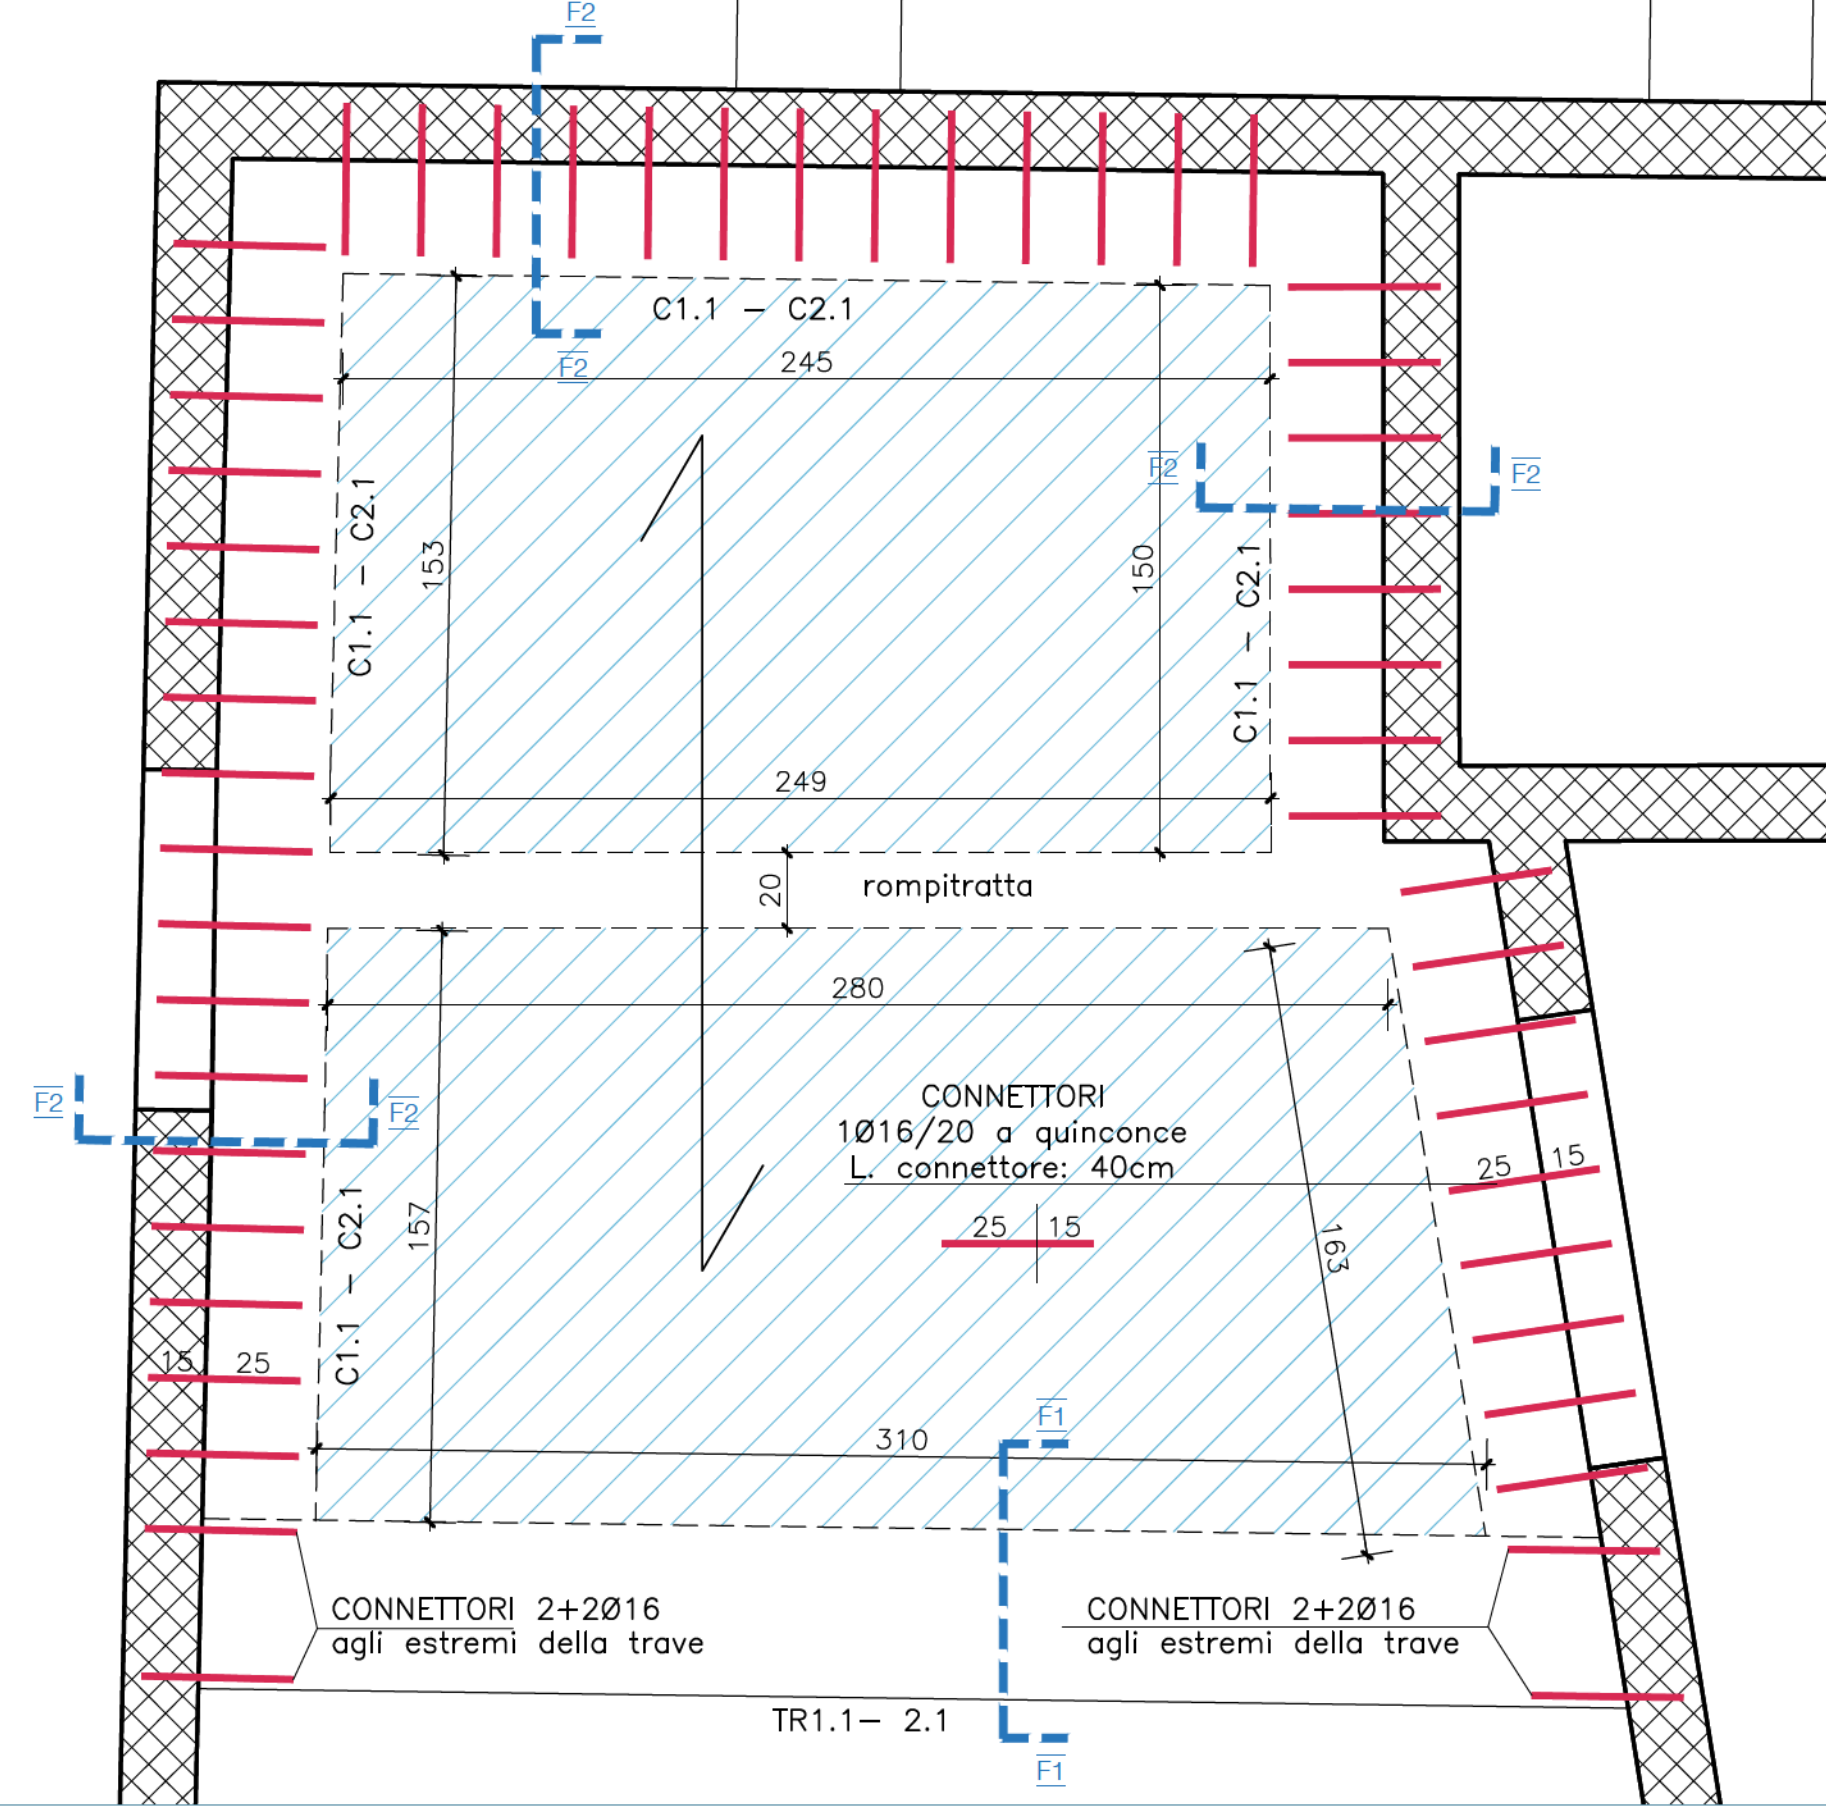 F2
C1.1 – C2.1
245
F2
F2
F2
C1.1 – C2.1
153
150
C1.1 – C2.1
249
20
rompitratta
280
F2
F2
CONNETTORI
1Ø16/20 a quinconce
L. connettore: 40cm
25 15
25 15
C1.1 – C2.1
157
163
15 25
F1
310
CONNETTORI 2+2Ø16
agli estremi della trave
CONNETTORI 2+2Ø16
agli estremi della trave
TR1.1– 2.1
F1